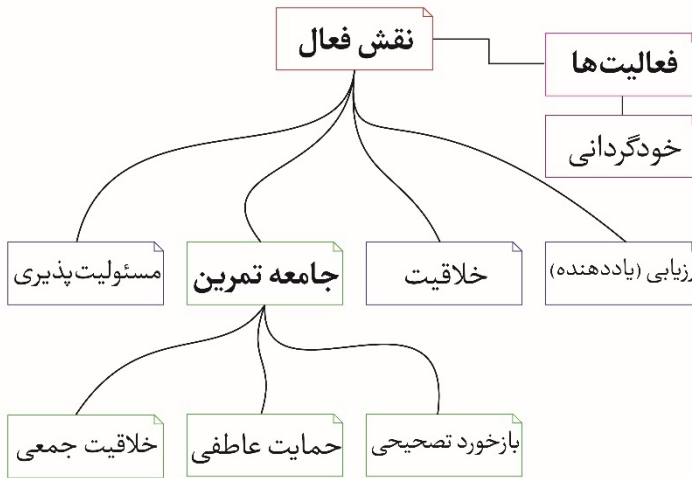 نقش فعال
فعالیت‌ها
خودگردانی
رزیابی (یاددهنده)
خلاقیت
جامعه تمرین
مسئولیت‌پذیری
بازخورد تصحیحی
حمایت عاطفی
خلاقیت جمعی